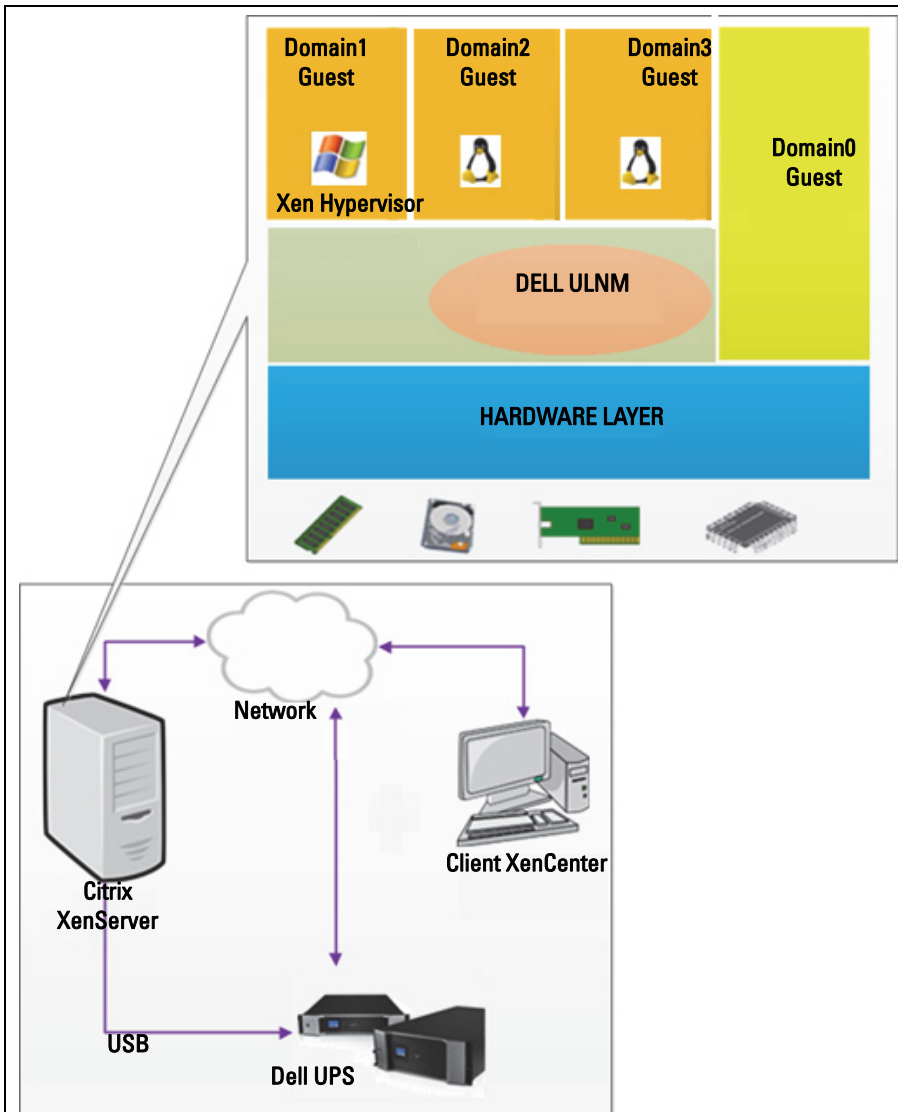 Domain1
Guest
Domain2
Guest
Domain3
Guest
Domain0
Guest
Xen Hypervisor
DELL ULNM
HARDWARE LAYER
Network
Client XenCenter
Citrix
XenServer
USB
Dell UPS